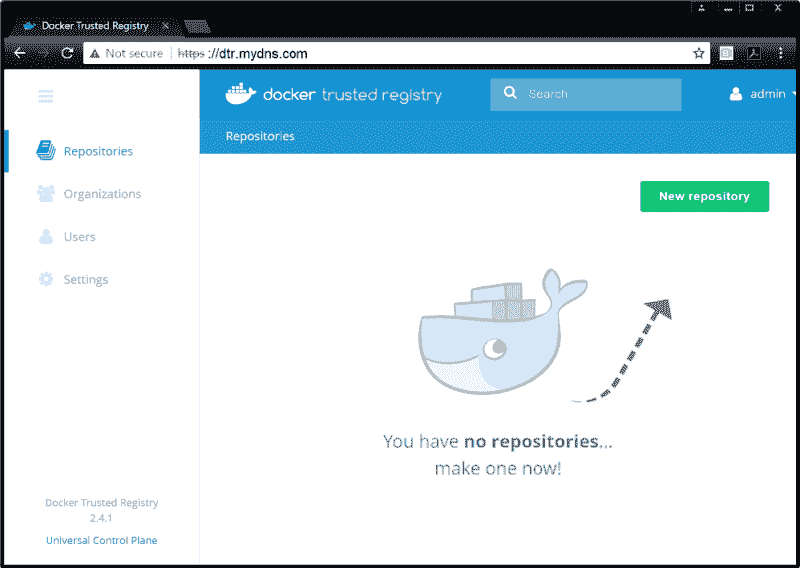 Docker Trusted Registry
Not secure https://dtr.mydns.com
docker trusted registry
Search
admin
Repositories
Repositories
Organizations
Users
Settings
New repository
You have no repositories...
make one now!
Docker Trusted Registry
2.4.1
Universal Control Plane